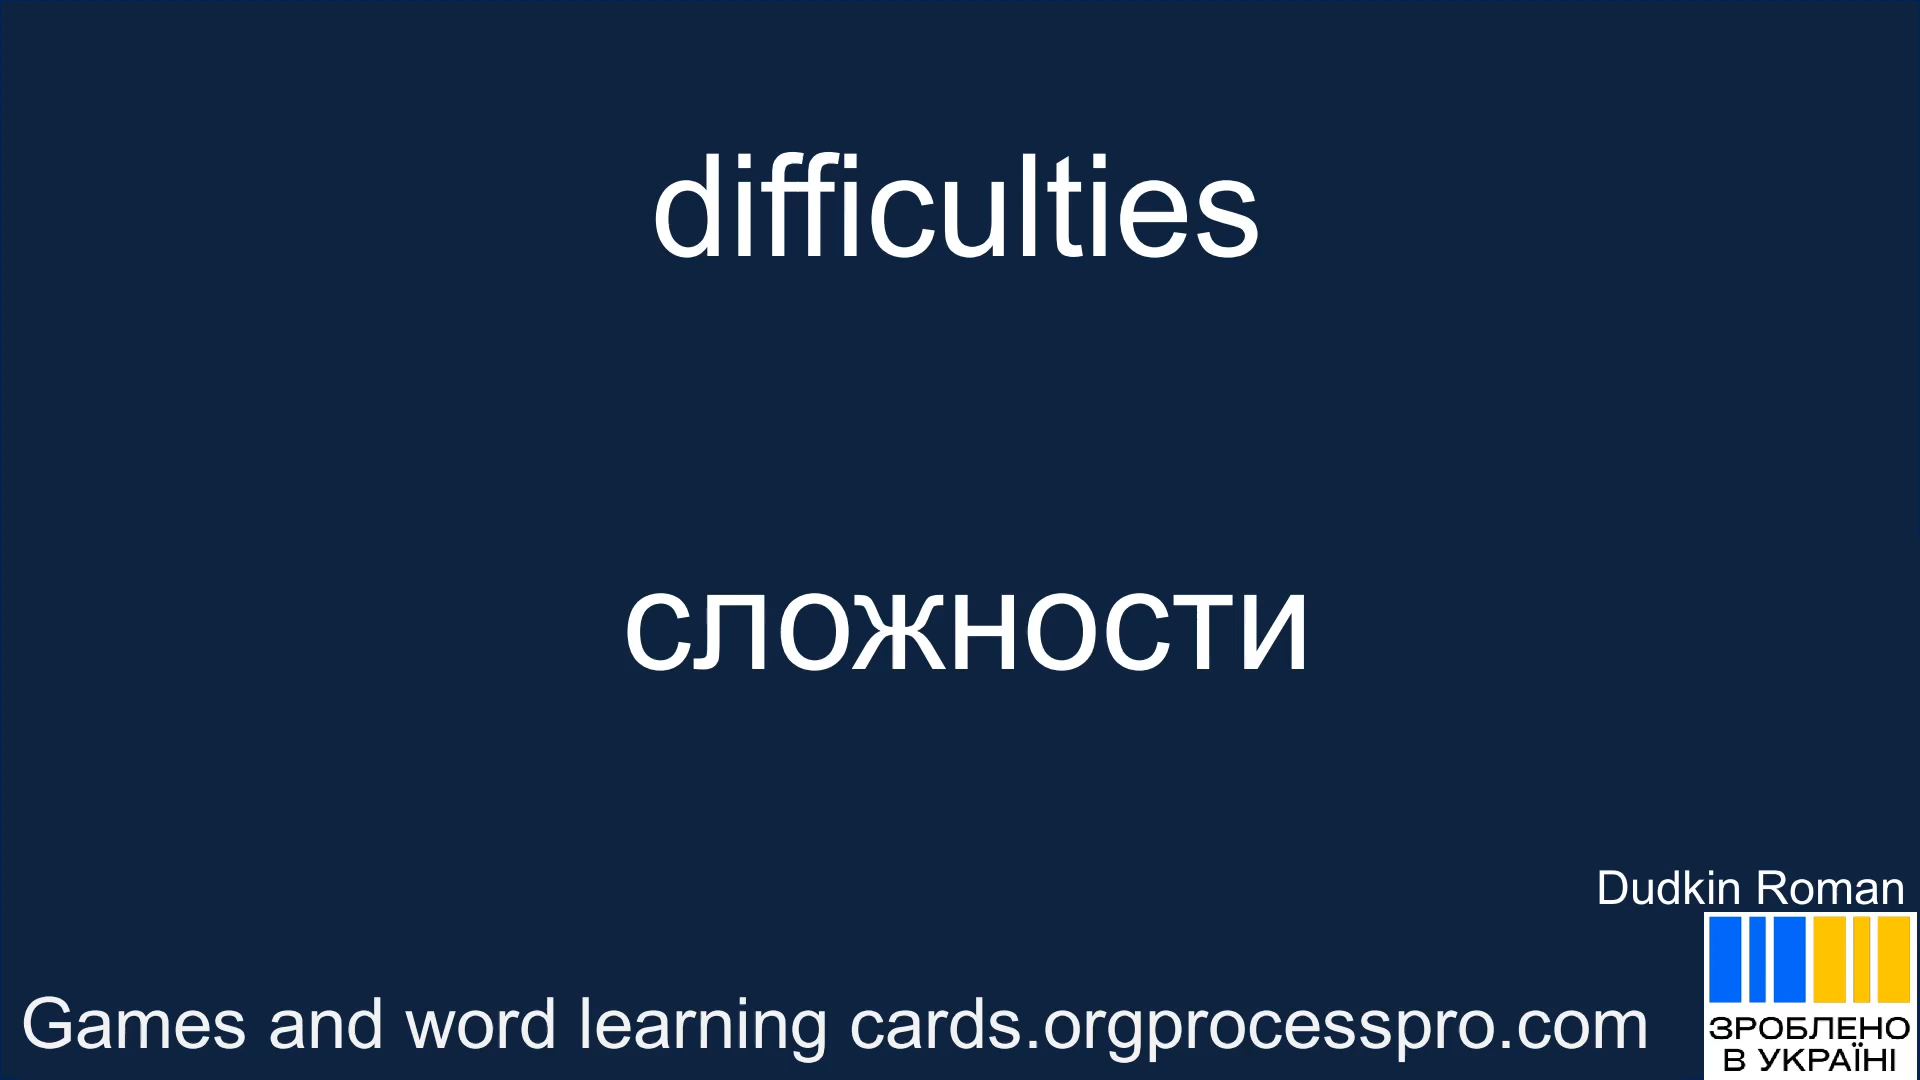 difficulties
сложности
Dudkin Roman
Games and word learning cards.orgprocesspro.com
ЗРОБЛЕНО
В УКРАЇНІ